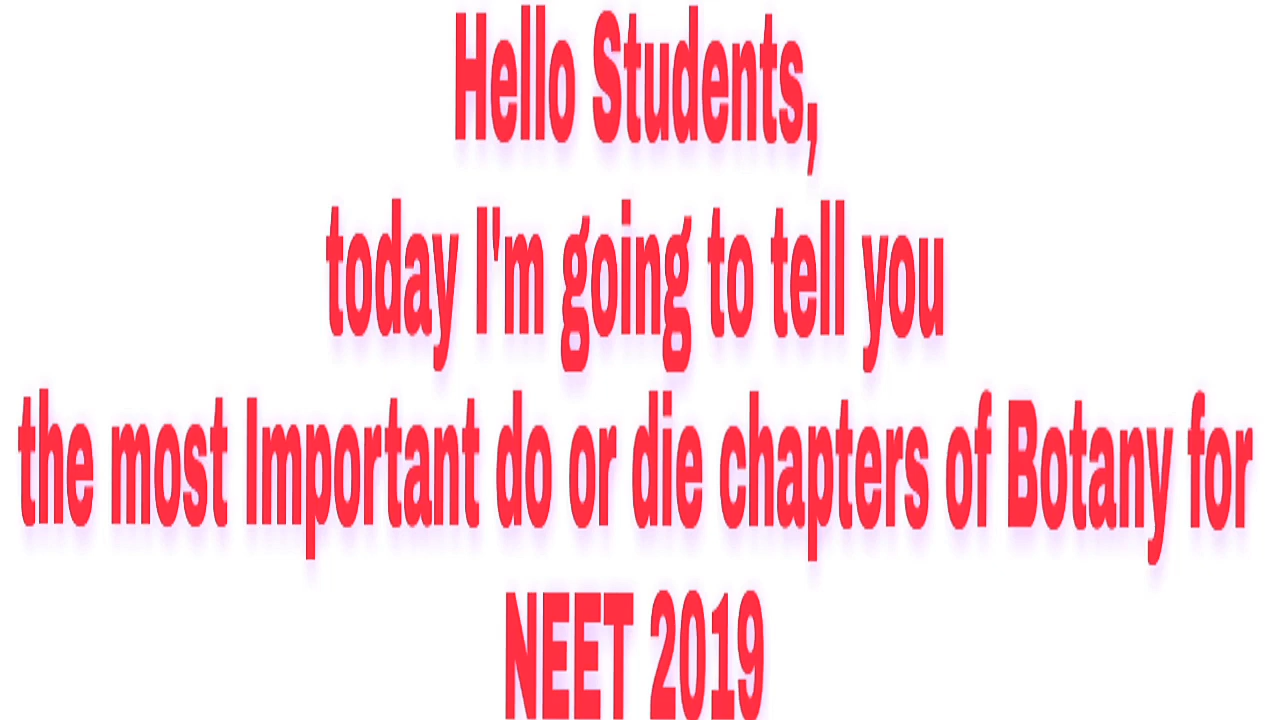 Hello Students,
today I'm going to tell you
the most Important do or die chapters of Botany for
NEET 2019